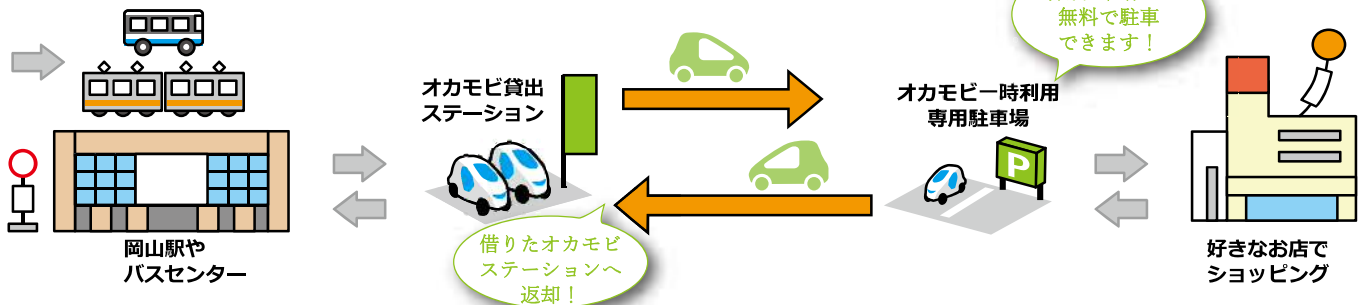 無料で駐車
できます！
オカモビ貸出
ステーション
オカモビ一時利用
専用駐車場
P
借りたオカモビ
ステーションへ
返却！
岡山駅や
バスセンター
好きなお店で
ショッピング